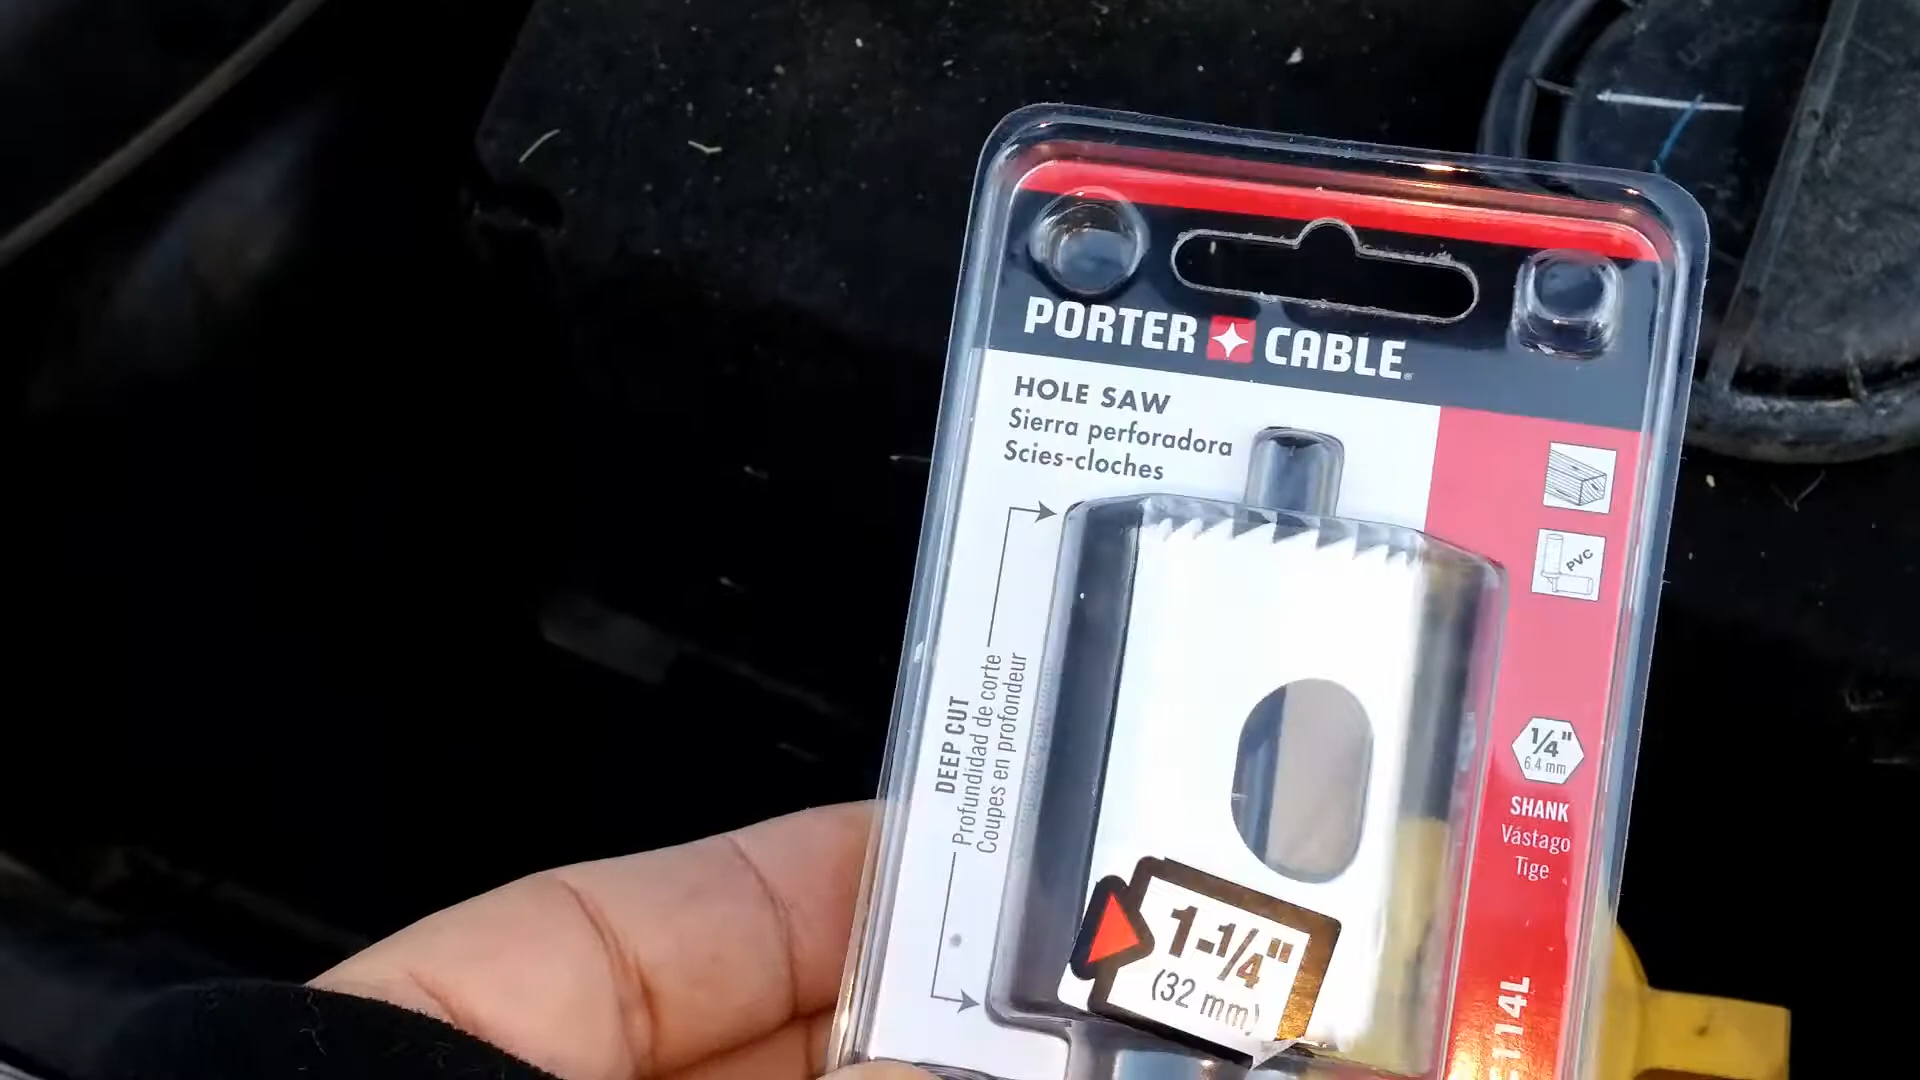 PORTER CABLE
HOLE SAW
Sierra perforadora
Scies-cloches
DEEP CUT
Profundidad de corte
Coupes en profondeur
PVC
1/4"
6.4 mm
SHANK
Vástago
Tige
1-1/4"
(32 mm)